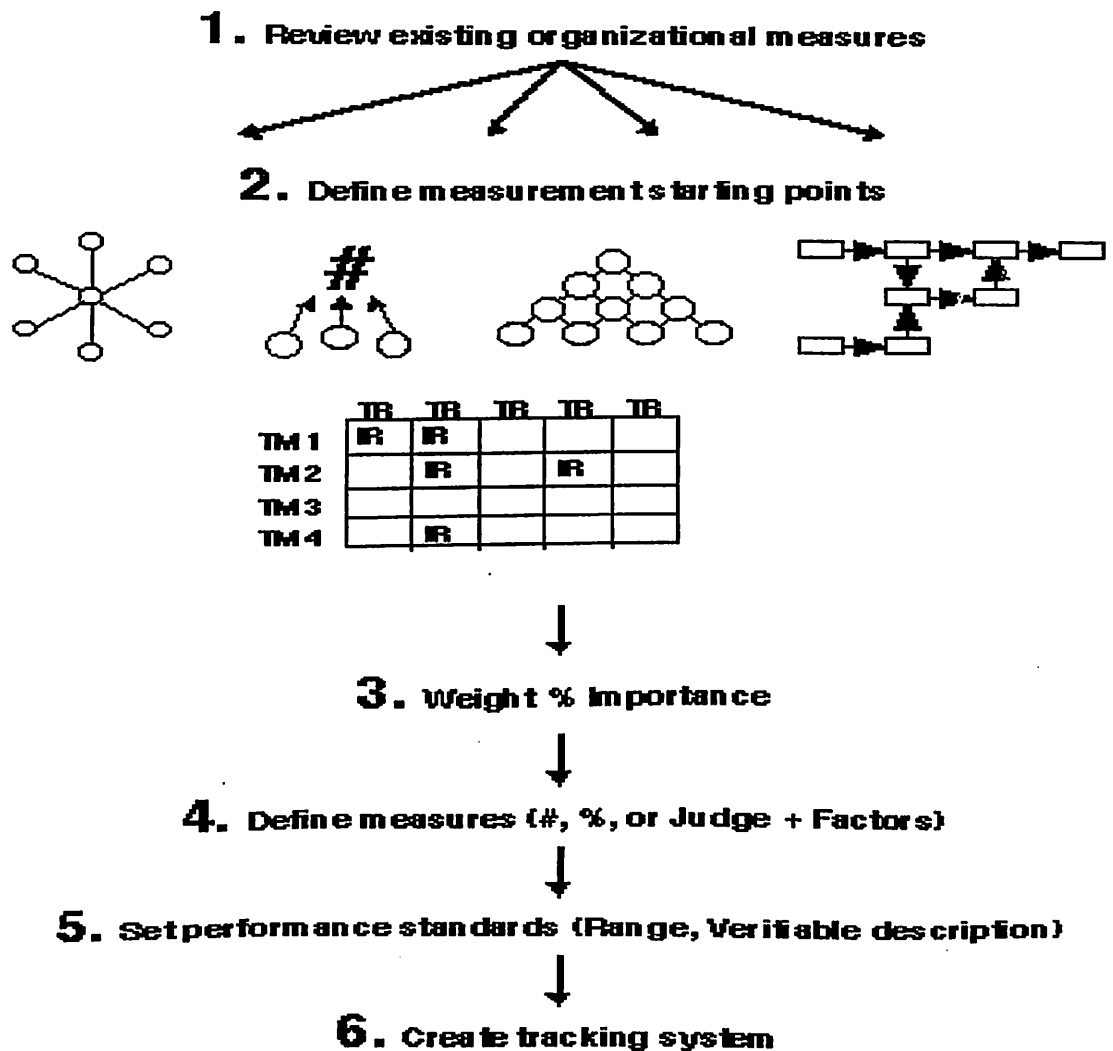 1. Review existing organizational measures
2. Define measurement starting points
#
TR TR TR TR TR
TM 1 IR IR
TM 2 IR IR
TM 3
TM 4 IR
3. Weight % Importance
4. Define measures (#, %, or Judge + Factors)
5. Set performance standards (Range, Verifiable description)
6. Create tracking system